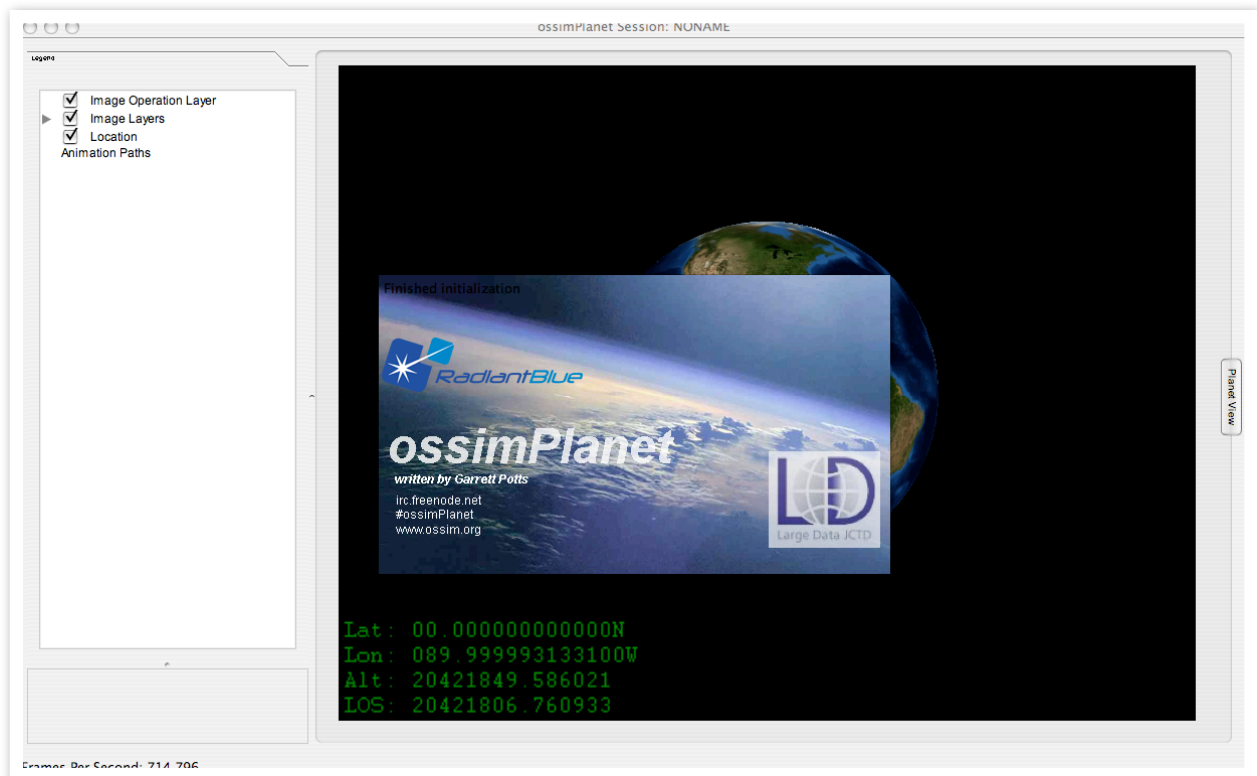 ossimPlanet Session: NONAME
Legend
Image Operation Layer
Image Layers
Location
Animation Paths
Finished initialization
RadiantBlue
ossimPlanet
written by Garrett Potts
irc.freenode.net
#ossimPlanet
www.ossim.org
LD
Large Data JCTD
Planet View
Lat: 00.000000000000N
Lon: 089.999993133100W
Alt: 20421849.586021
LOS: 20421806.760933
Frames Per Second: 714.796